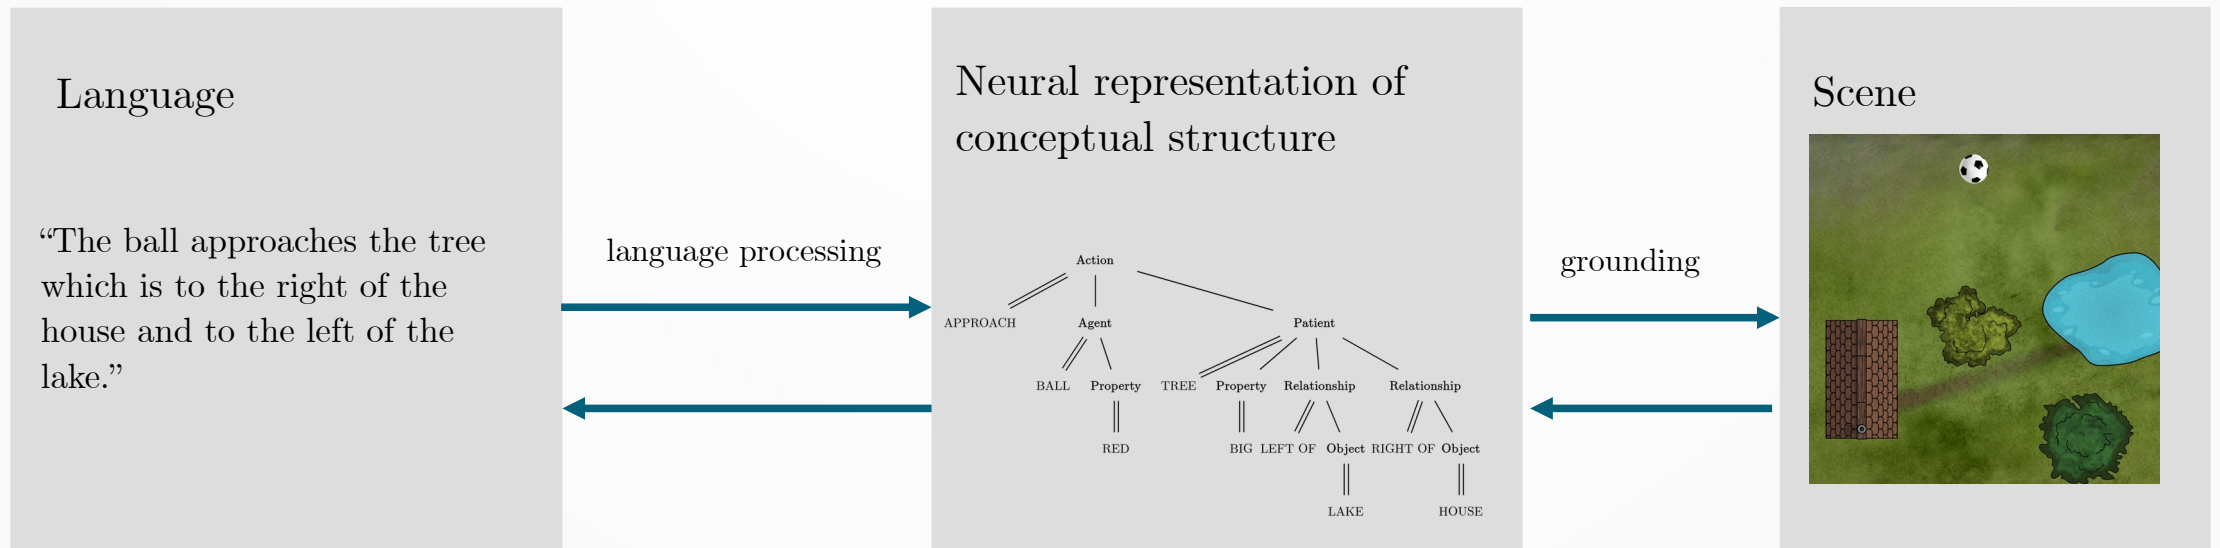 Language
“The ball approaches the tree
which is to the right of the
house and to the left of the
lake.”
language processing
Neural representation of
conceptual structure
Action
APPROACH Agent Patient
BALL Property TREE Property Relationship Relationship
RED BIG LEFT OF Object RIGHT OF Object
LAKE HOUSE
grounding
Scene